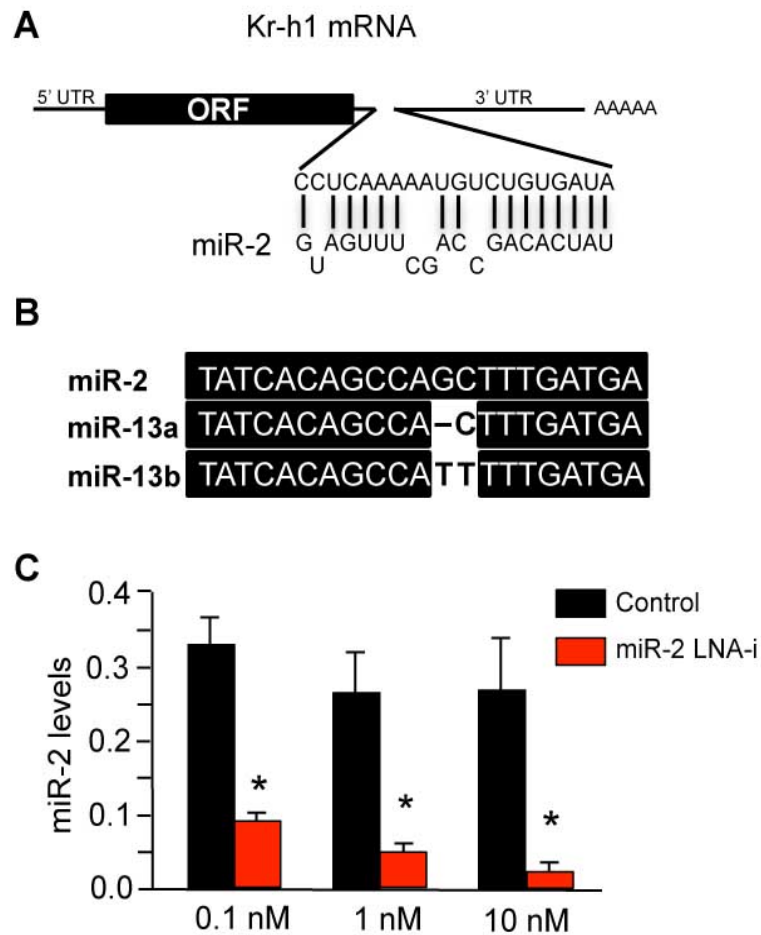 A
Kr-h1 mRNA
5' UTR
ORF
3' UTR
AAAAA
CCUCAAAAAUGUCUGUGAUA
miR-2
G AGUUU AC GACACUAU
U CG C
B
miR-2 TATCACAGCCAGCTTTGATGA
miR-13a TATCACAGCCA–CTTTGATGA
miR-13b TATCACAGCCATTTTTGATGA
C
miR-2 levels
0.4
0.3
0.2
0.1
0.0
Control
miR-2 LNA-i
*
*
*
0.1 nM 1 nM 10 nM